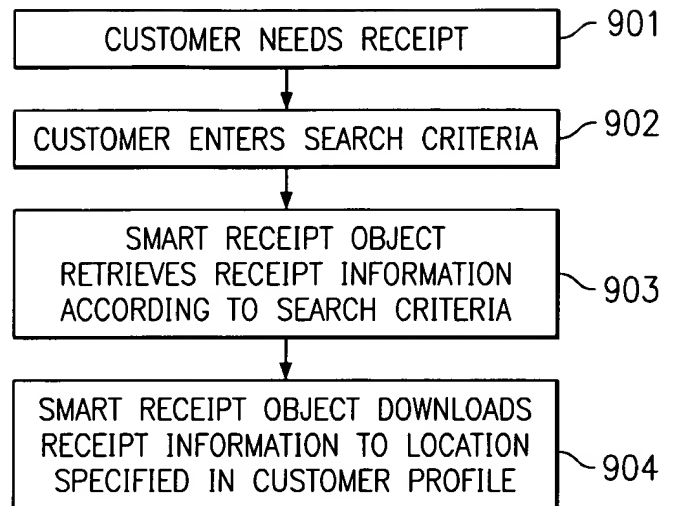 CUSTOMER NEEDS RECEIPT
901
CUSTOMER ENTERS SEARCH CRITERIA
902
SMART RECEIPT OBJECT
RETRIEVES RECEIPT INFORMATION
ACCORDING TO SEARCH CRITERIA
903
SMART RECEIPT OBJECT DOWNLOADS
RECEIPT INFORMATION TO LOCATION
SPECIFIED IN CUSTOMER PROFILE
904